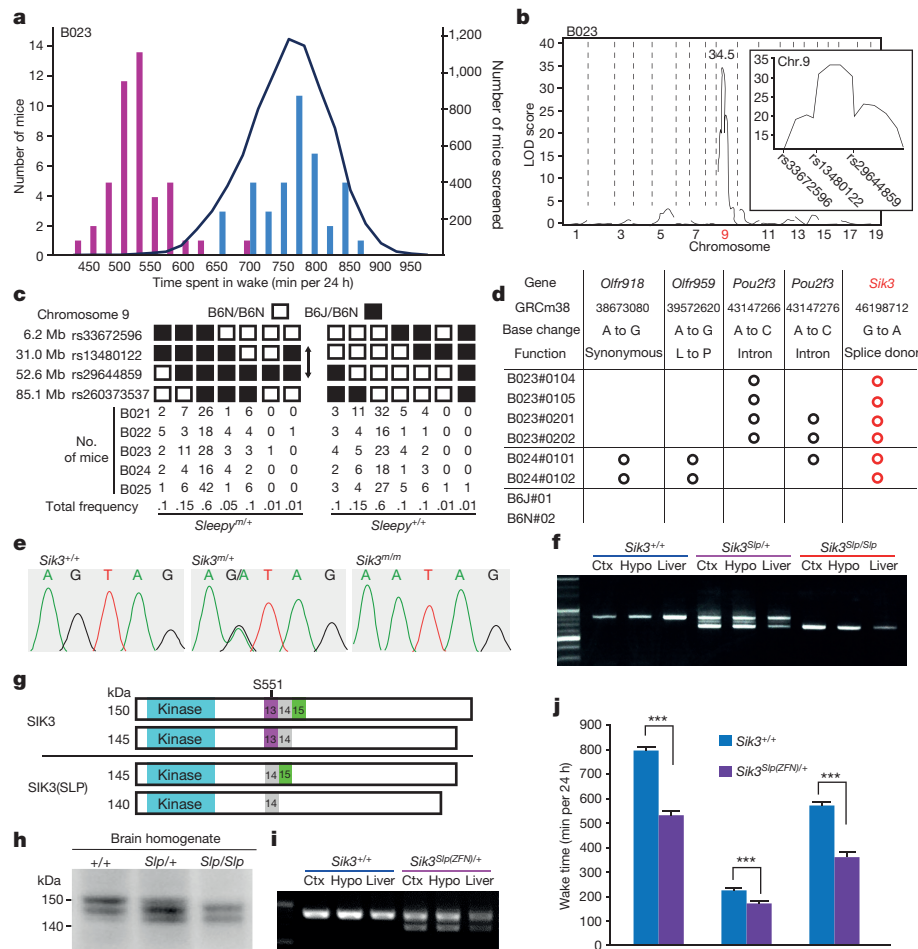 a
B023
Number of mice
14
12
10
8
6
4
2
0
1,200
1,000
800
600
400
200
Number of mice screened
450 500 550 600 650 700 750 800 850 900 950
Time spent in wake (min per 24 h)
b
B023
LOD score
40
35
30
25
20
15
10
5
0
34.5
Chr.9
35
30
25
20
15
rs33672596
rs13480122
rs29644859
1 3 5 7 9 11 13 15 17 19
Chromosome
c
B6N/B6N B6J/B6N
Chromosome 9
6.2 Mb rs33672596
31.0 Mb rs13480122
52.6 Mb rs29644859
85.1 Mb rs260373537
No. of mice
B021 2 7 26 1 6 0 0 3 11 32 5 4 0 0
B022 5 3 18 4 4 0 1 3 4 16 1 1 0 0
B023 2 11 28 3 3 1 0 4 5 23 4 3 0 0
B024 2 4 16 4 2 0 0 2 6 18 1 3 0 0
B025 1 6 42 1 6 0 0 3 4 27 5 6 1 1
Total frequency .1 .15 .6 .05 .1 .01 .01 .1 .15 .6 .1 .1 .01 .01
Sleepy^m/+ Sleepy^+/+
d
Gene Olfr918 Olfr959 Pou2f3 Pou2f3 Sik3
GRCm38 38673080 39572620 43147266 43147276 46198712
Base change A to G A to G A to C A to C G to A
Function Synonymous L to P Intron Intron Splice donor
B023#0104
B023#0105
B023#0201
B023#0202
B024#0101
B024#0102
B6J#01
B6N#02
e
Sik3^+/+ Sik3^m/+ Sik3^m/m
A G T A G A G/A T A G A A T A G
f
Sik3^+/+ Sik3^Slp/+ Sik3^Slp/Slp
Ctx Hypo Liver Ctx Hypo Liver Ctx Hypo Liver
g
S551
kDa
SIK3
150 Kinase 13 14 15
145 Kinase 13 14
SIK3(SLP)
145 Kinase 14 15
140 Kinase 14
h
Brain homogenate
+/+ Slp/+ Slp/Slp
kDa
150
140
i
Sik3^+/+ Sik3^Slp(ZFN)/+
Ctx Hypo Liver Ctx Hypo Liver
j
Wake time (min per 24 h)
900
800
700
600
500
400
300
200
100
0
*** *** ***
Sik3^+/+
Sik3^Slp(ZFN)/+